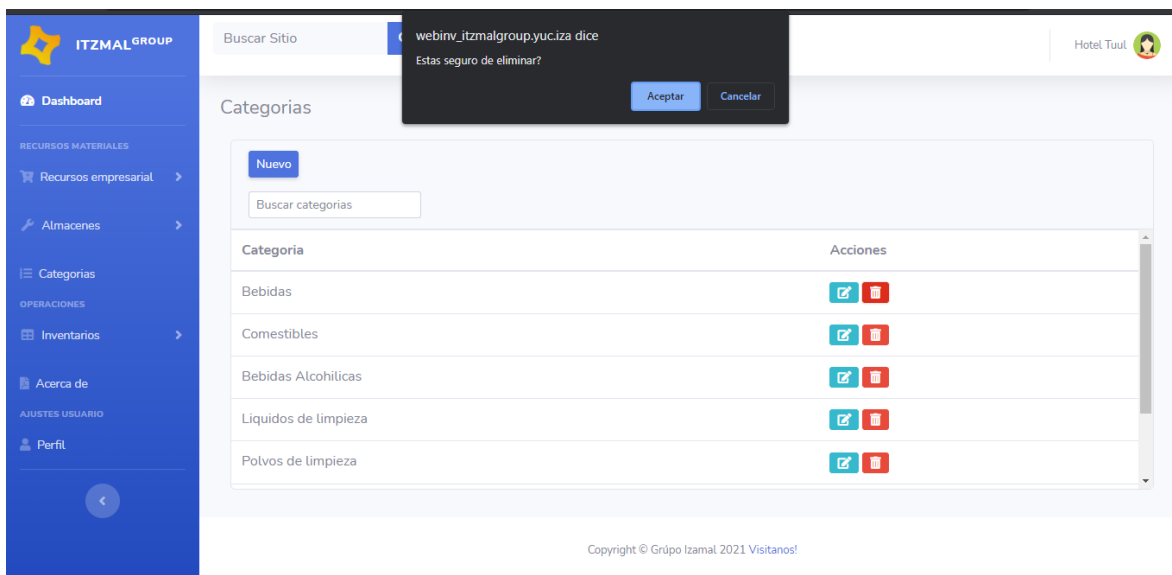 ITZMAL GROUP
Dashboard
RECURSOS MATERIALES
Recursos empresarial
Almacenes
Categorias
OPERACIONES
Inventarios
Acerca de
AJUSTES USUARIO
Perfil
Buscar Sitio
webinv_itzmalgroup.yuc.iza dice
Estas seguro de eliminar?
Aceptar Cancelar
Hotel Tuul
Categorias
Nuevo
Buscar categorias
Categoria Acciones
Bebidas
Comestibles
Bebidas Alcohilicas
Liquidos de limpieza
Polvos de limpieza
Copyright © Grúpo Izamal 2021 Visitanos!